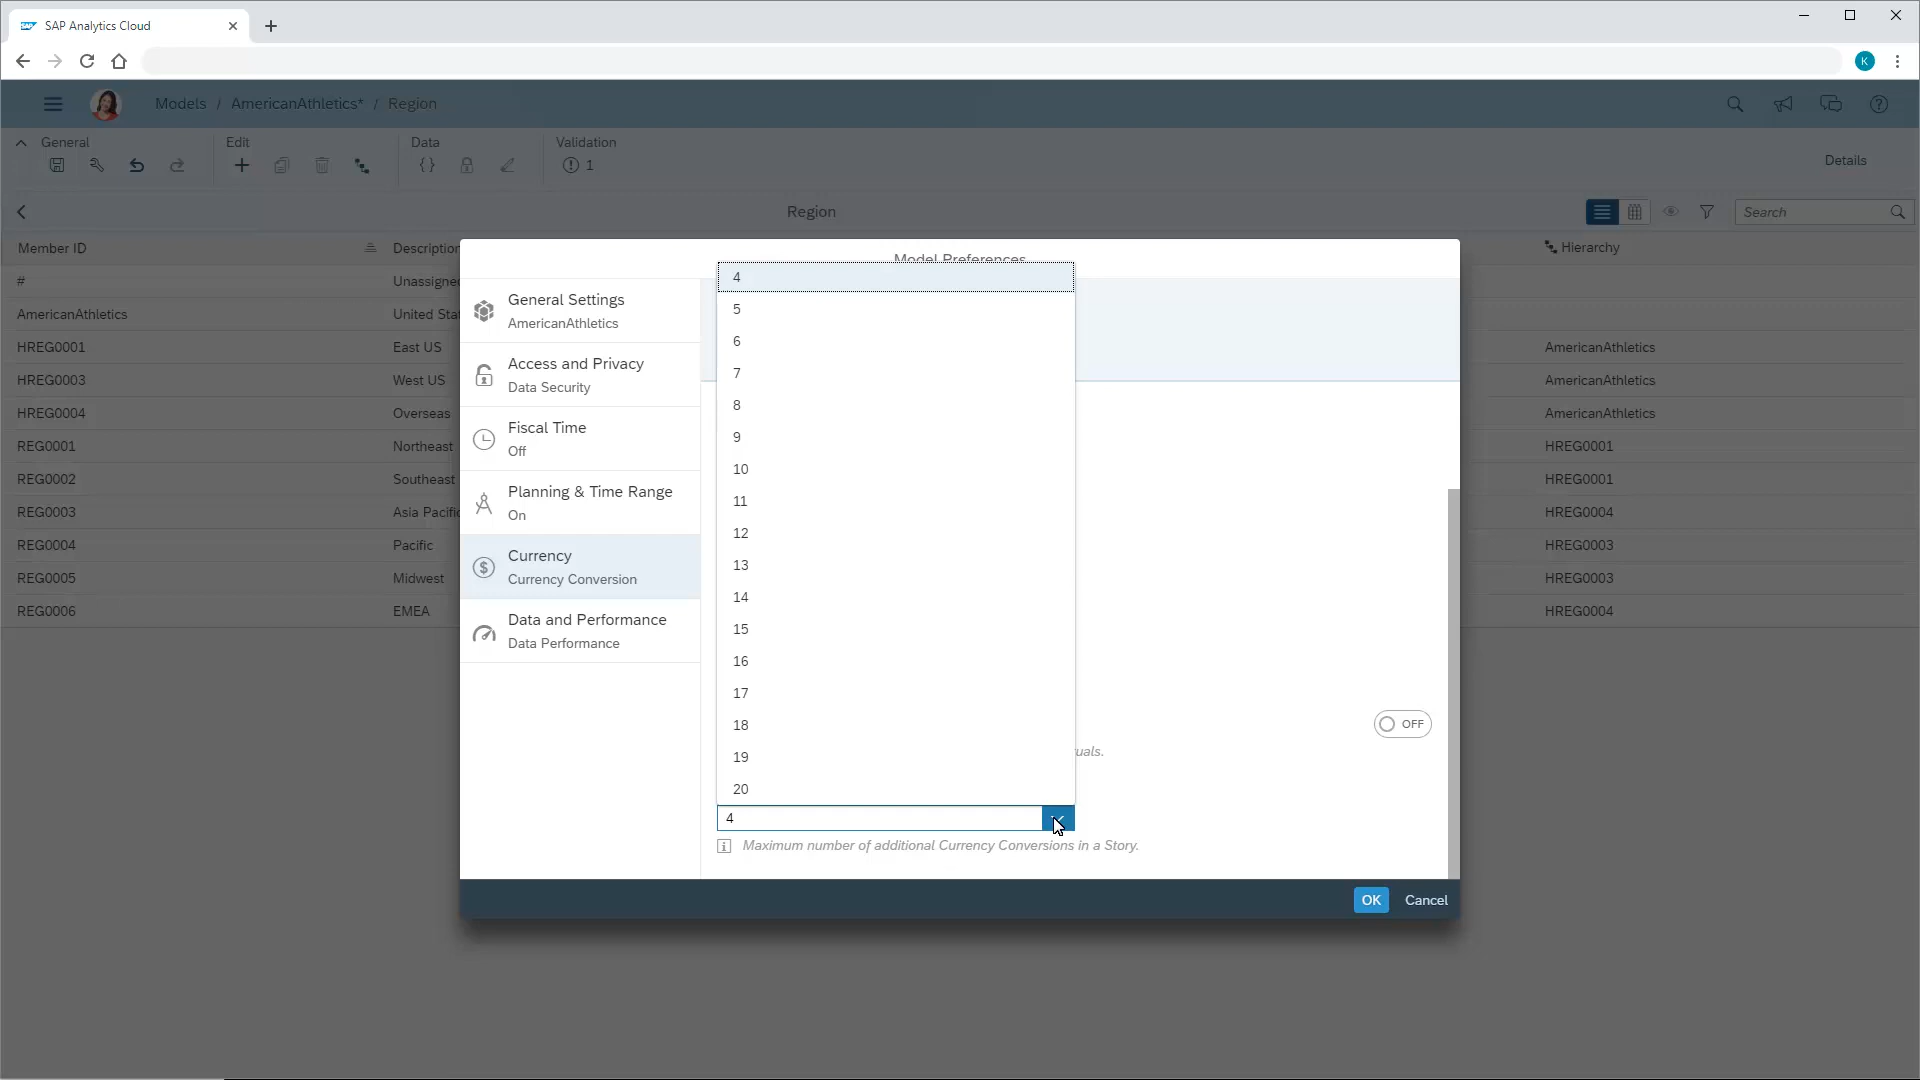 SAP Analytics Cloud
K
Models / AmericanAthletics* / Region
General
Edit
Data
Validation
1
Details
Region
Search
Member ID
Description
Hierarchy
#
Unassigned
AmericanAthletics
United Sta
HREG0001
East US
AmericanAthletics
HREG0003
West US
AmericanAthletics
HREG0004
Overseas
AmericanAthletics
REG0001
Northeast
HREG0001
REG0002
Southeast
HREG0001
REG0003
Asia Pacific
HREG0004
REG0004
Pacific
HREG0003
REG0005
Midwest
HREG0003
REG0006
EMEA
HREG0004
Model Preferences
General Settings
AmericanAthletics
Access and Privacy
Data Security
Fiscal Time
Off
Planning & Time Range
On
Currency
Currency Conversion
Data and Performance
Data Performance
4
5
6
7
8
9
10
11
12
13
14
15
16
17
18
19
20
OFF
uals.
4
Maximum number of additional Currency Conversions in a Story.
OK
Cancel